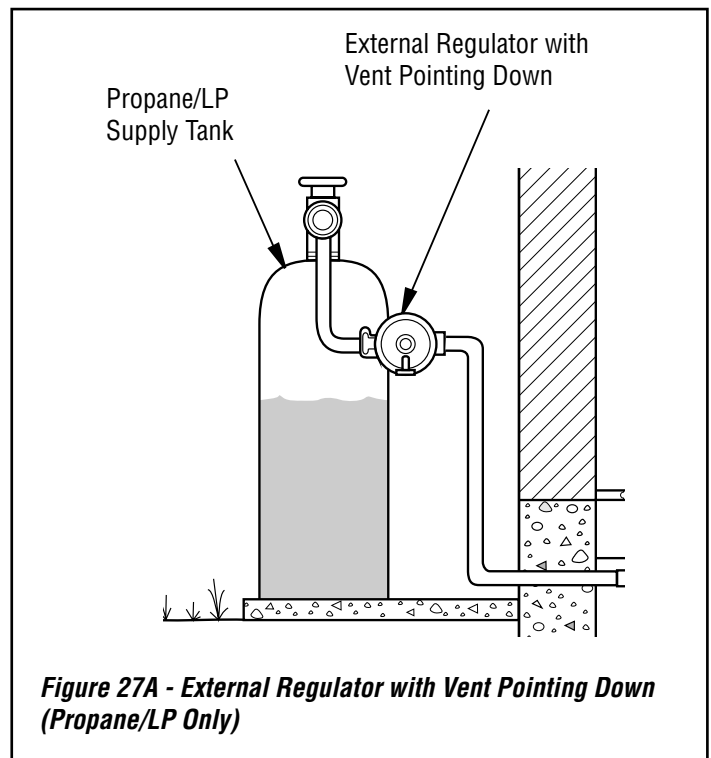 External Regulator with
Vent Pointing Down
Propane/LP
Supply Tank
Figure 27A - External Regulator with Vent Pointing Down
(Propane/LP Only)